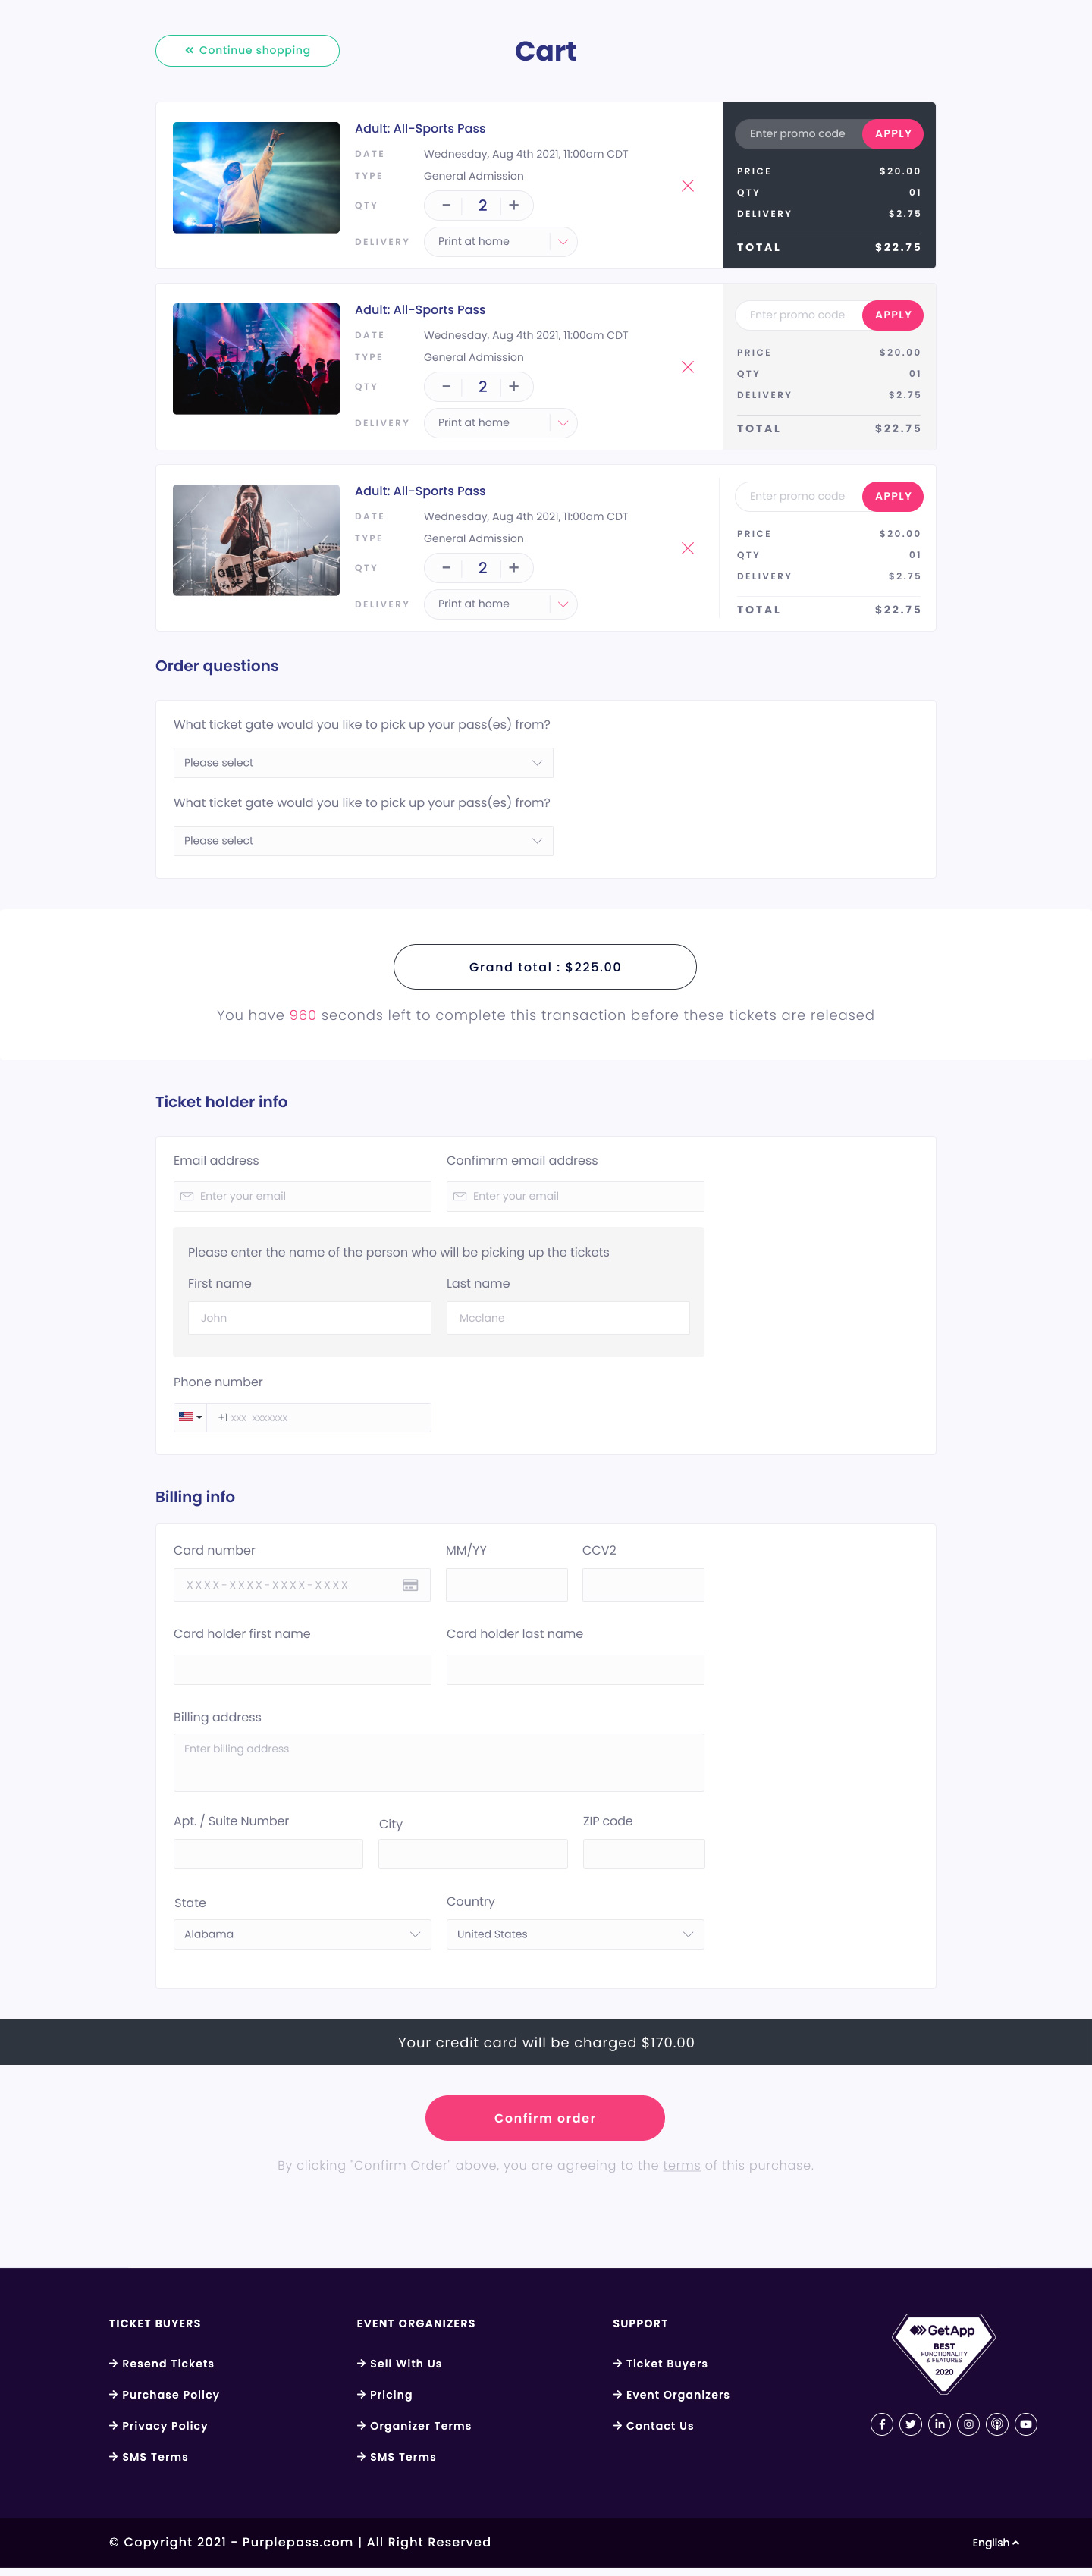 Continue shopping
Cart
Adult: All-Sports Pass
DATE Wednesday, Aug 4th 2021, 11:00am CDT
TYPE General Admission
QTY - 2 +
DELIVERY Print at home
Enter promo code APPLY
PRICE $20.00
QTY 01
DELIVERY $2.75
TOTAL $22.75
Adult: All-Sports Pass
DATE Wednesday, Aug 4th 2021, 11:00am CDT
TYPE General Admission
QTY - 2 +
DELIVERY Print at home
Enter promo code APPLY
PRICE $20.00
QTY 01
DELIVERY $2.75
TOTAL $22.75
Adult: All-Sports Pass
DATE Wednesday, Aug 4th 2021, 11:00am CDT
TYPE General Admission
QTY - 2 +
DELIVERY Print at home
Enter promo code APPLY
PRICE $20.00
QTY 01
DELIVERY $2.75
TOTAL $22.75
Order questions
What ticket gate would you like to pick up your pass(es) from?
Please select
What ticket gate would you like to pick up your pass(es) from?
Please select
Grand total : $225.00
You have 960 seconds left to complete this transaction before these tickets are released
Ticket holder info
Email address Confimrm email address
Enter your email Enter your email
Please enter the name of the person who will be picking up the tickets
First name Last name
John Mcclane
Phone number
+1 xxx xxxxxxx
Billing info
Card number MM/YY CCV2
XXXX-XXXX-XXXX-XXXX
Card holder first name Card holder last name
Billing address
Enter billing address
Apt. / Suite Number City ZIP code
State Country
Alabama United States
Your credit card will be charged $170.00
Confirm order
By clicking "Confirm Order" above, you are agreeing to the terms of this purchase.
TICKET BUYERS
Resend Tickets
Purchase Policy
Privacy Policy
SMS Terms
EVENT ORGANIZERS
Sell With Us
Pricing
Organizer Terms
SMS Terms
SUPPORT
Ticket Buyers
Event Organizers
Contact Us
GetApp
BEST
FUNCTIONALITY
& FEATURES
2020
© Copyright 2021 - Purplepass.com | All Right Reserved
English